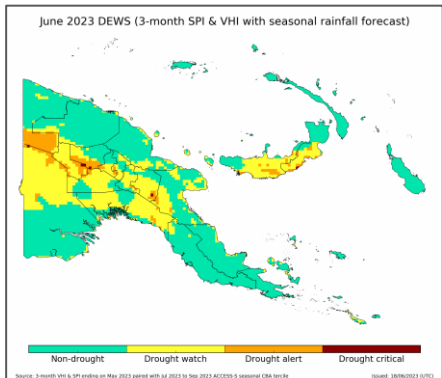 June 2023 DEWS (3-month SPI & VHI with seasonal rainfall forecast)
Non-drought Drought watch Drought alert Drought critical
Source: 3-month VHI & SPI ending on May 2023 paired with Jul 2023 to Sep 2023 ACCESS-S seasonal CBA tercile Issued: 18/06/2023 (UTC)